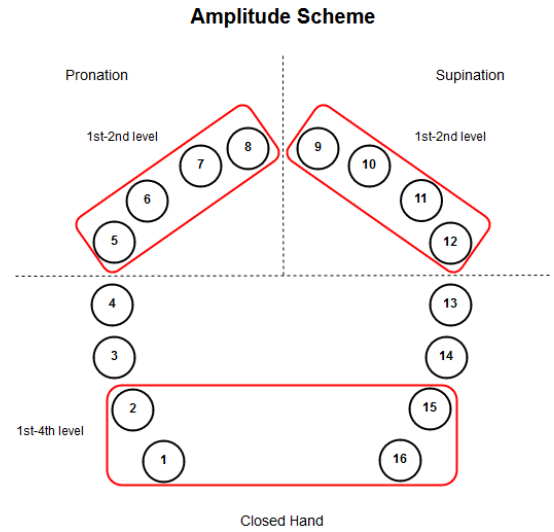 Amplitude Scheme
Pronation
Supination
1st-2nd level
1st-2nd level
8
9
7
10
6
11
5
12
4
13
3
14
2
15
1st-4th level
1
16
Closed Hand